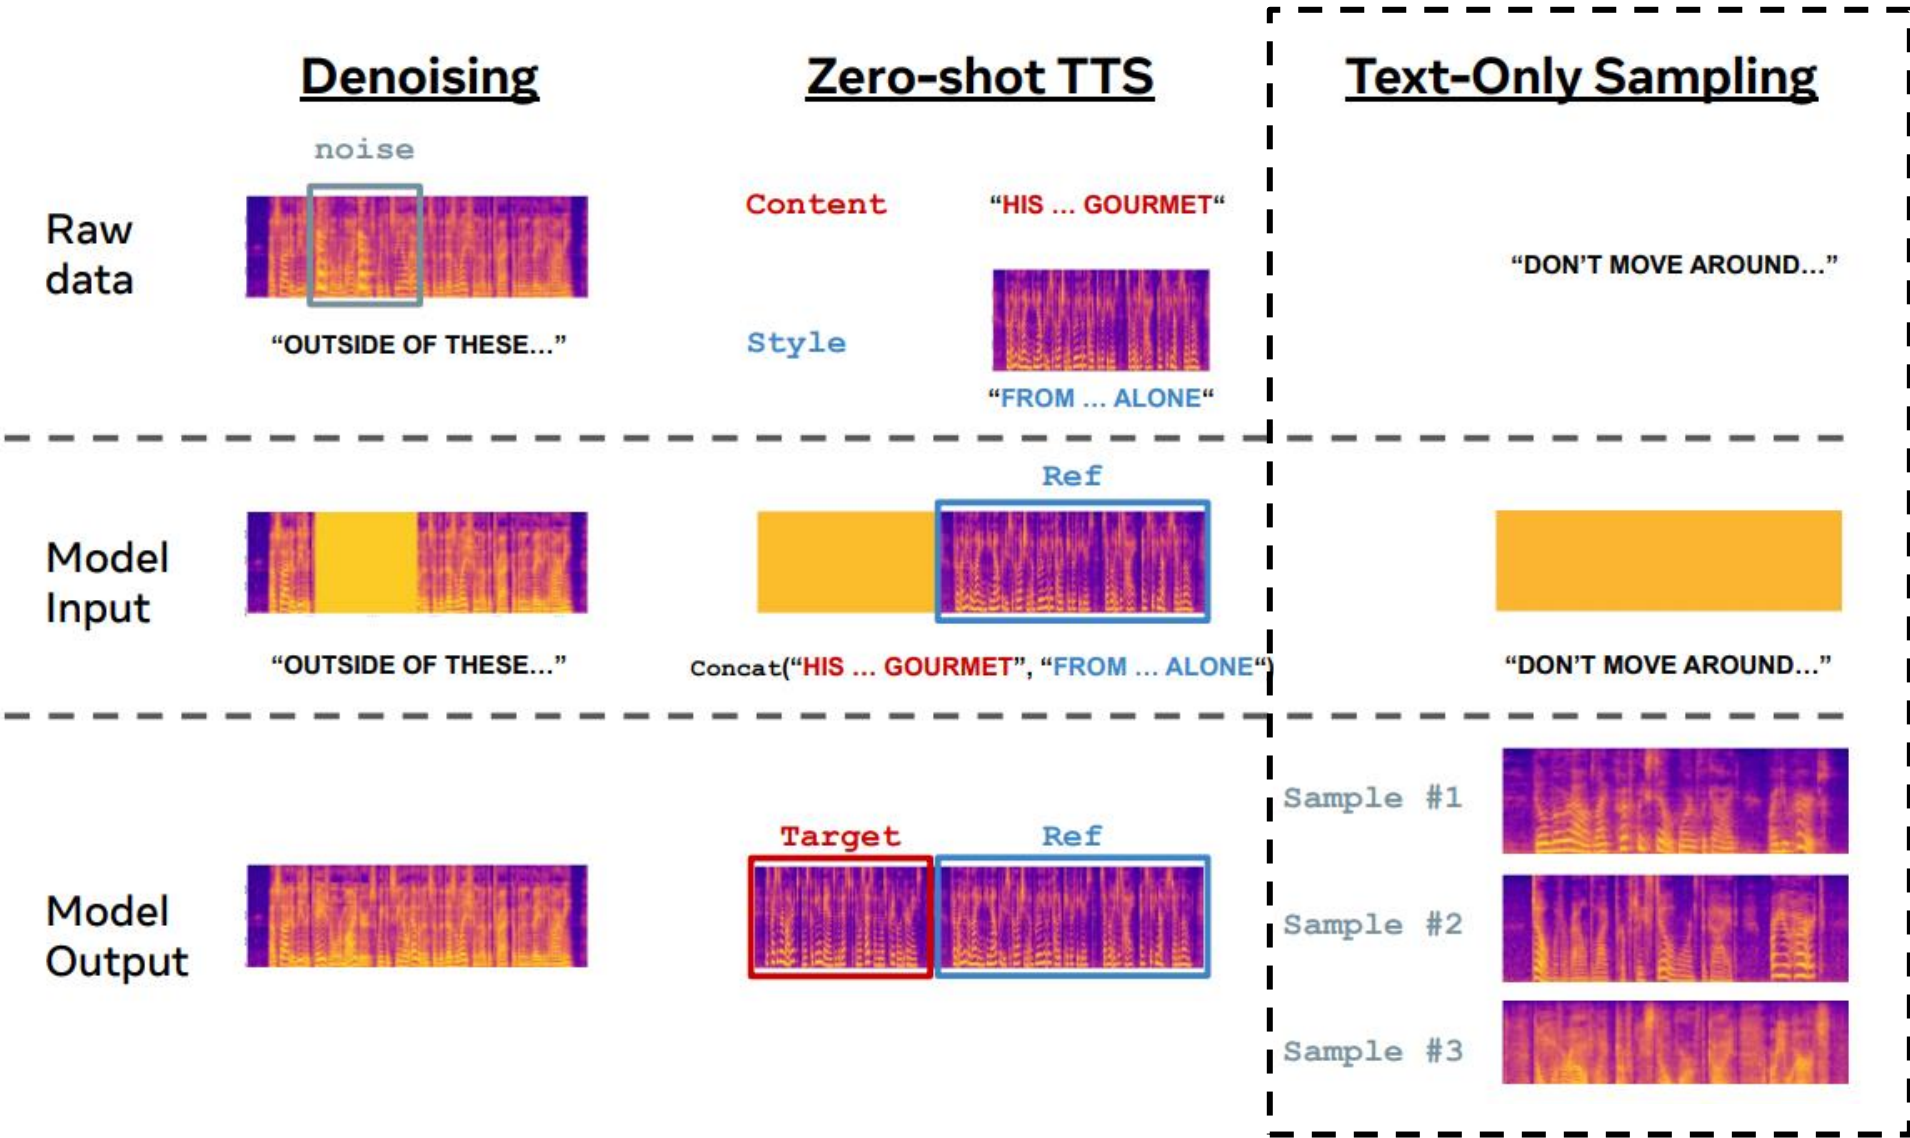 Denoising
Zero-shot TTS
Text-Only Sampling
Raw
data
noise
“OUTSIDE OF THESE...”
Content
“HIS ... GOURMET“
Style
“FROM ... ALONE“
“DON’T MOVE AROUND...”
Model
Input
“OUTSIDE OF THESE...”
Ref
Concat(“HIS ... GOURMET”, “FROM ... ALONE“)
“DON’T MOVE AROUND...”
Model
Output
Target
Ref
Sample #1
Sample #2
Sample #3